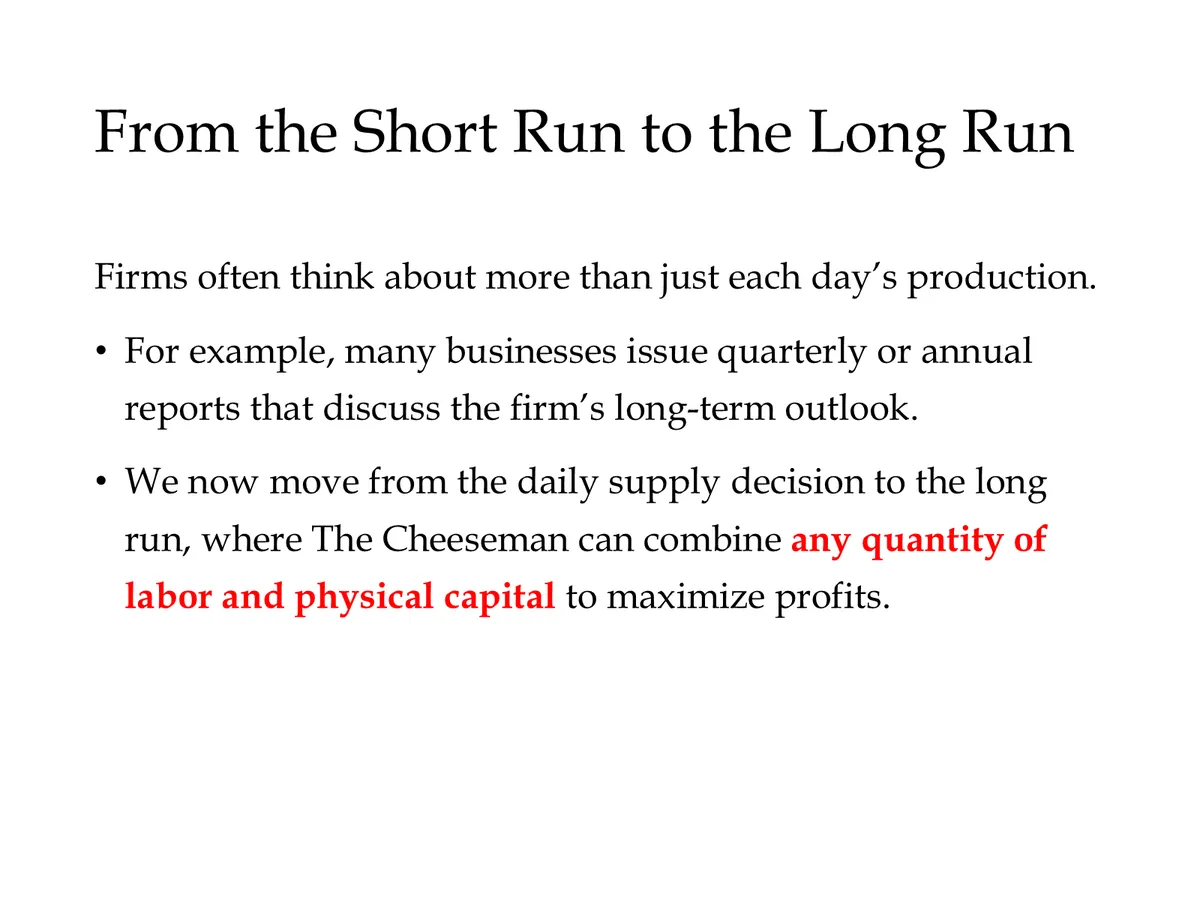 From the Short Run to the Long Run
Firms often think about more than just each day’s production.
• For example, many businesses issue quarterly or annual
reports that discuss the firm’s long-term outlook.
• We now move from the daily supply decision to the long
run, where The Cheeseman can combine any quantity of
labor and physical capital to maximize profits.